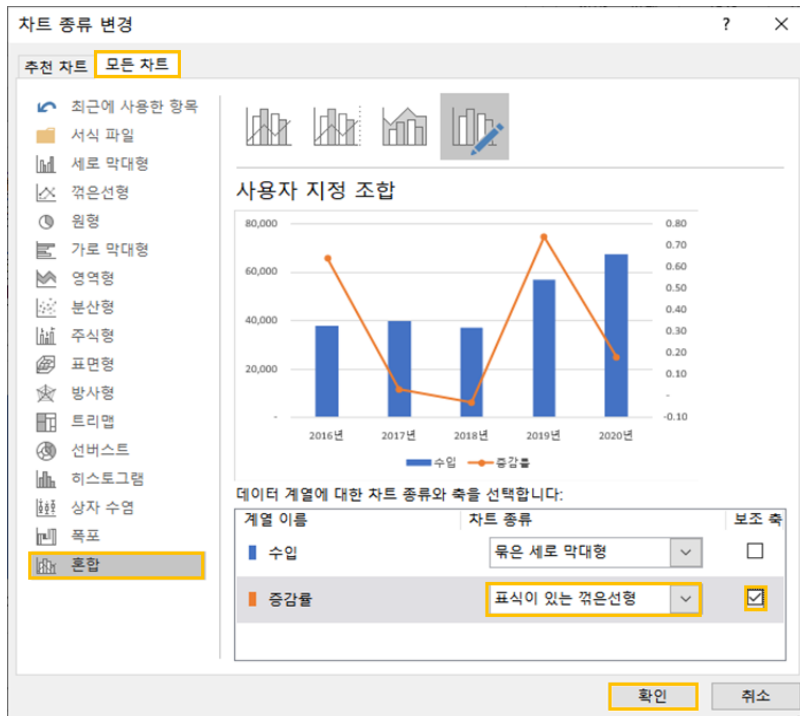 차트 종류 변경
?
추천 차트
모든 차트
최근에 사용한 항목
서식 파일
세로 막대형
꺾은선형
원형
가로 막대형
영역형
분산형
주식형
표면형
방사형
트리맵
선버스트
히스토그램
상자 수염
폭포
혼합
사용자 지정 조합
80,000
60,000
40,000
20,000
-
0.80
0.70
0.60
0.50
0.40
0.30
0.20
0.10
-
-0.10
2016년 2017년 2018년 2019년 2020년
수입 증감률
데이터 계열에 대한 차트 종류와 축을 선택합니다:
계열 이름 차트 종류 보조 축
수입 묶은 세로 막대형
증감률 표식이 있는 꺾은선형
확인 취소